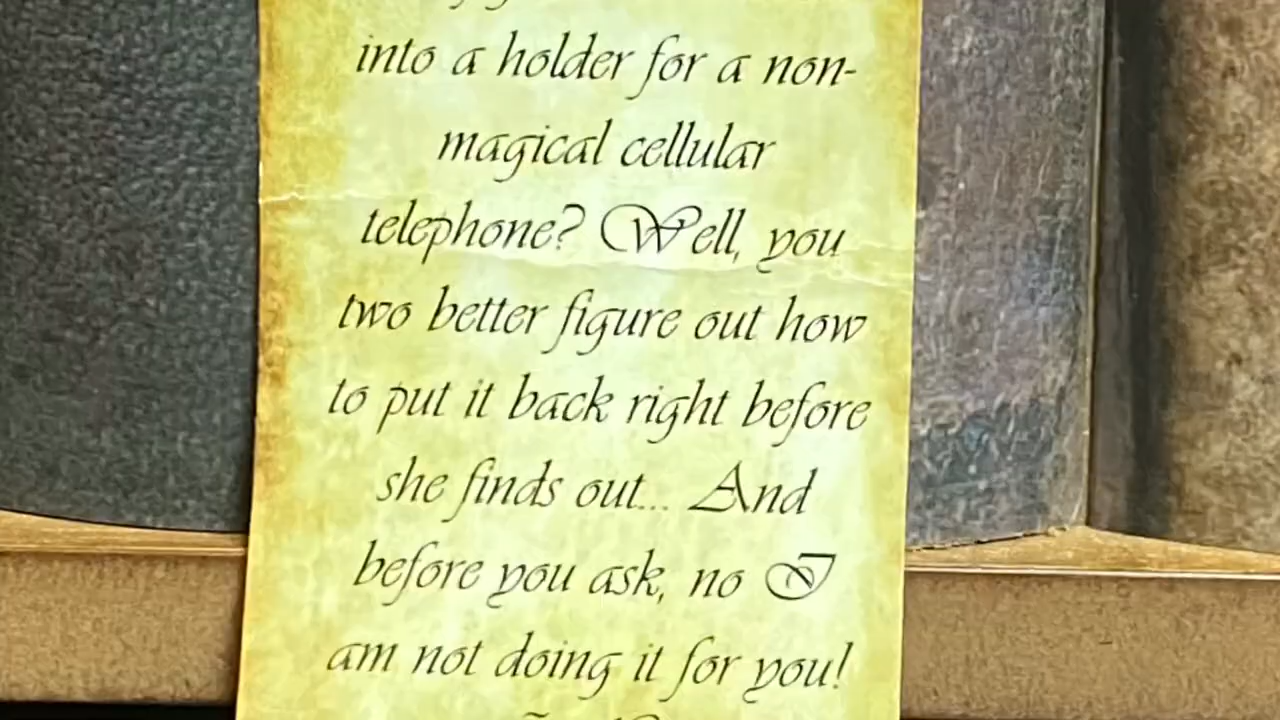 into a holder for a non-
magical cellular
telephone? Well, you
two better figure out how
to put it back right before
she finds out... And
before you ask, no I
am not doing it for you!